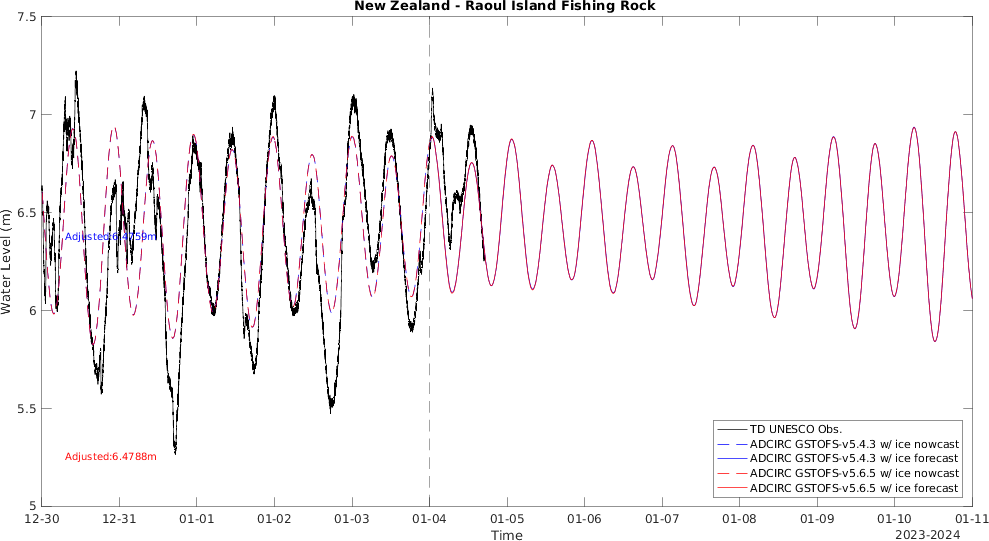 New Zealand - Raoul Island Fishing Rock
7.5
7
6.5
6
5.5
5
Water Level (m)
Adjusted:6.4759m
Adjusted:6.4788m
TD UNESCO Obs.
ADCIRC GSTOFS-v5.4.3 w/ ice nowcast
ADCIRC GSTOFS-v5.4.3 w/ ice forecast
ADCIRC GSTOFS-v5.6.5 w/ ice nowcast
ADCIRC GSTOFS-v5.6.5 w/ ice forecast
12-30 12-31 01-01 01-02 01-03 01-04 01-05 01-06 01-07 01-08 01-09 01-10 01-11
Time
2023-2024